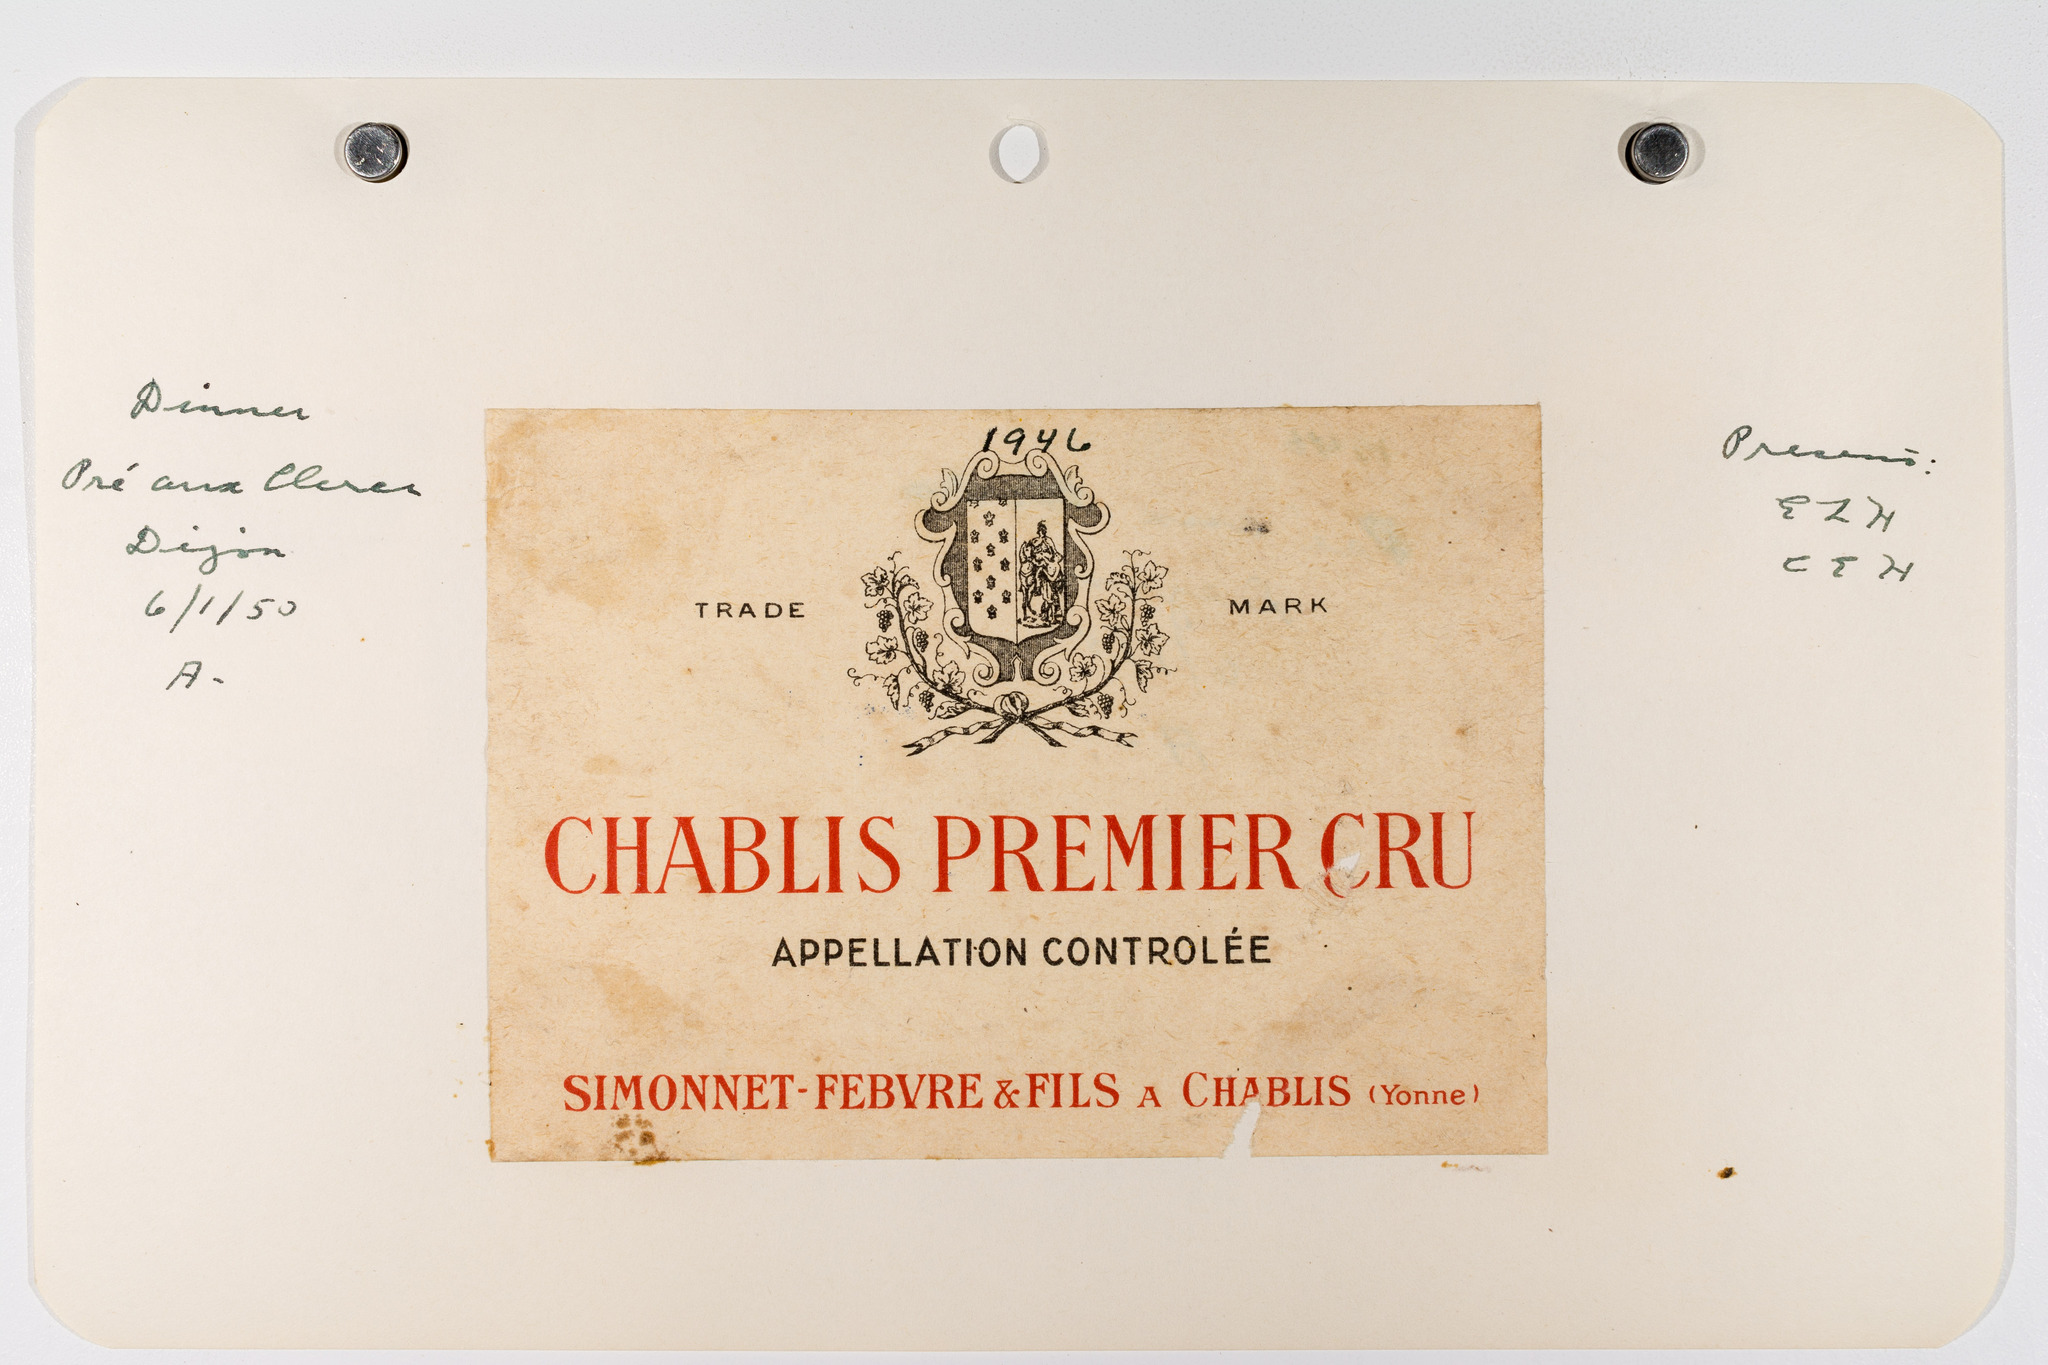 Dinner
Pré aux Clercs
Dijon
6/1/50
A-
1946
TRADE MARK
CHABLIS PREMIER CRU
APPELLATION CONTROLÉE
SIMONNET-FEBVRE & FILS A CHABLIS (Yonne)
Present:
ELH
CEH